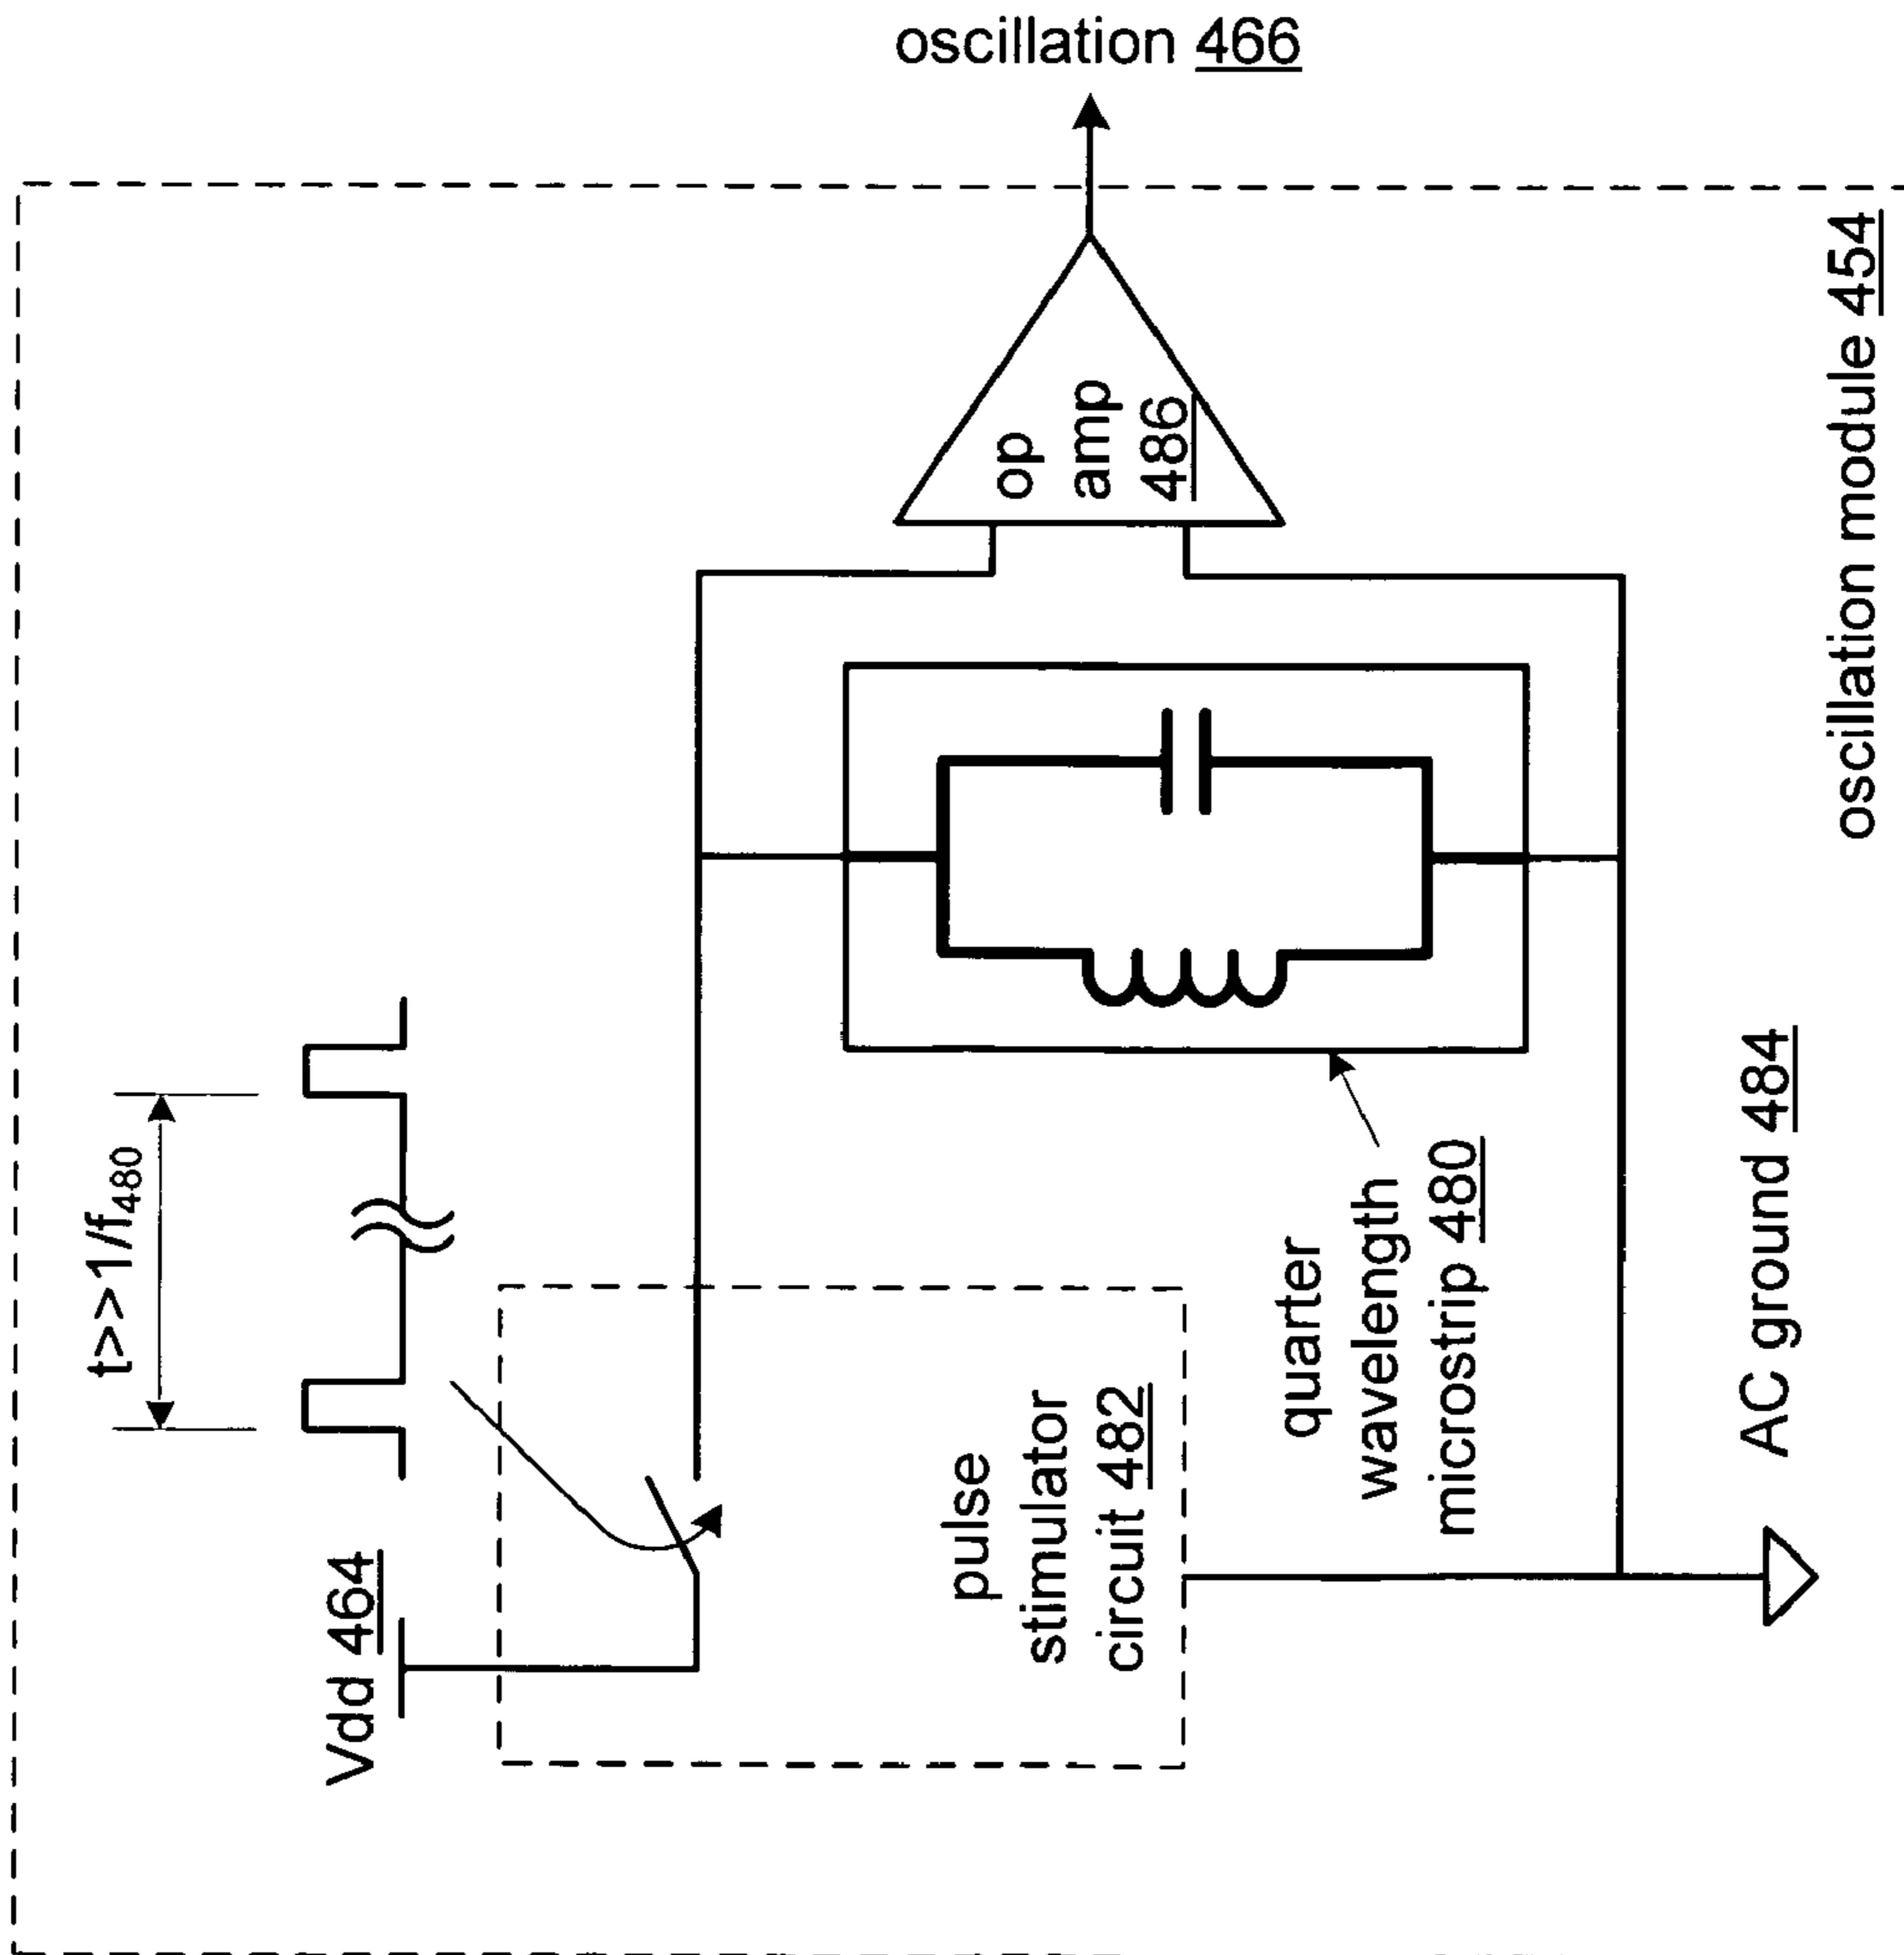 oscillation 466
t>>1/f480
Vdd 464
op
amp
486
pulse
stimulator
circuit 482
quarter
wavelength
microstrip 480
AC ground 484
oscillation module 454